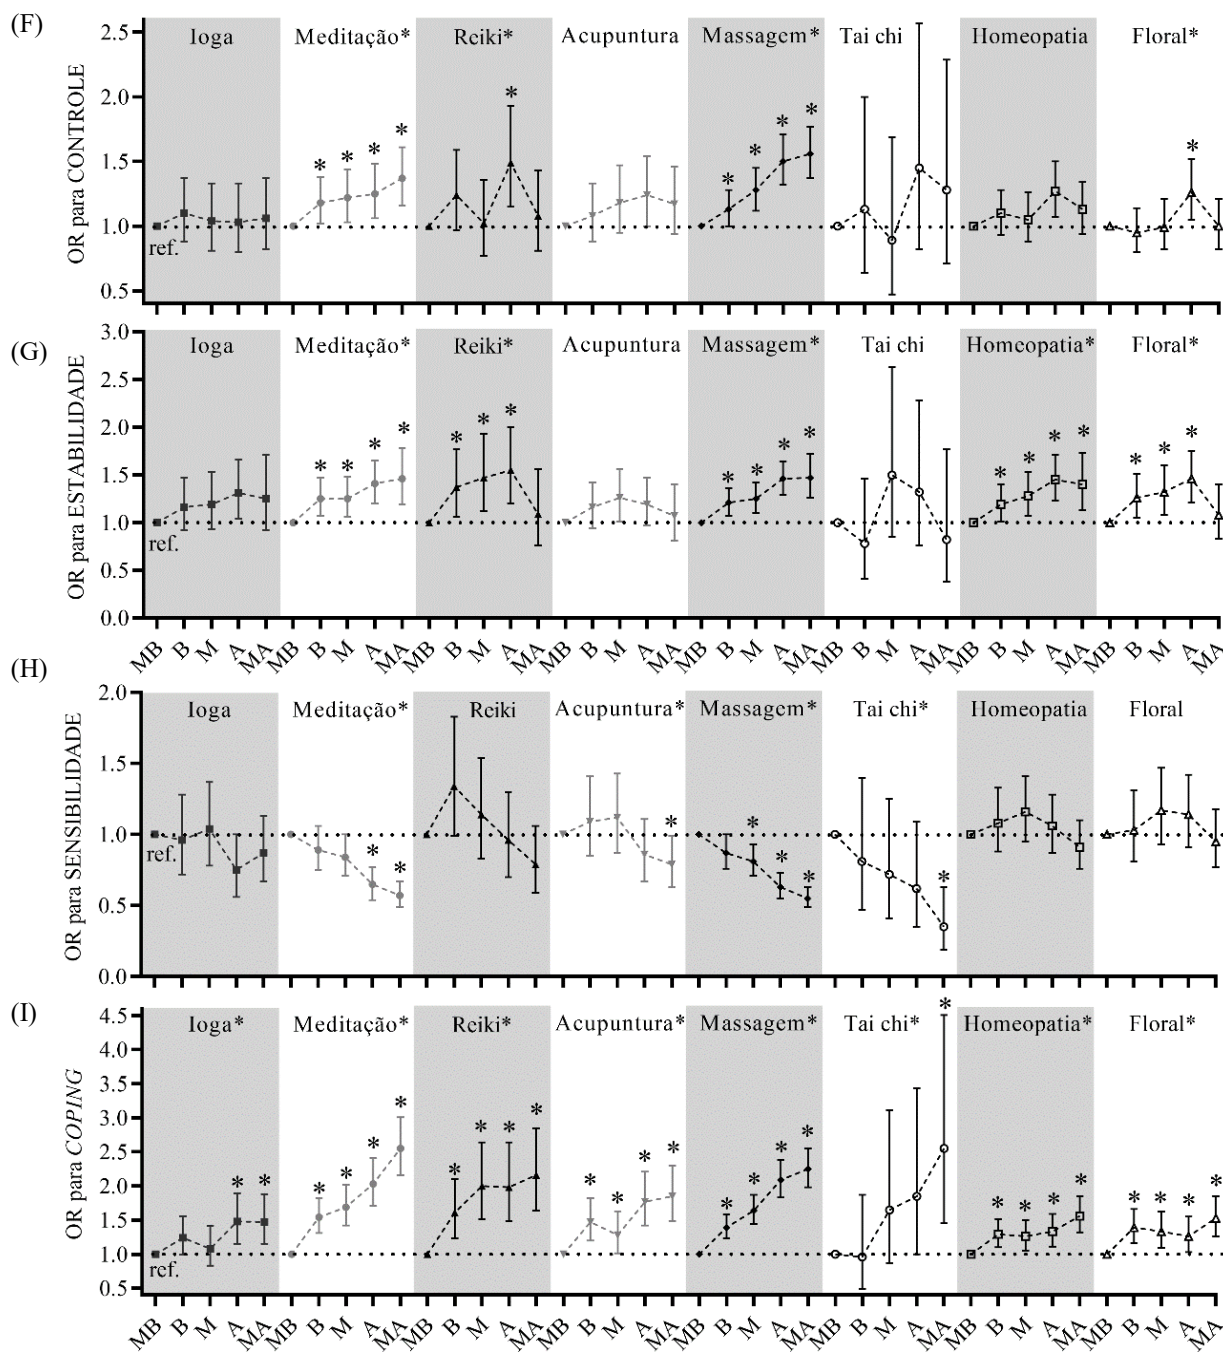 (F)
OR para CONTROLE
Ioga Meditação* Reiki* Acupuntura Massagem* Tai chi Homeopatia Floral*
2.5
2.0
1.5
1.0
0.5
ref.
* * * * * * * * * *
(G)
OR para ESTABILIDADE
Ioga Meditação* Reiki* Acupuntura Massagem* Tai chi Homeopatia* Floral*
3.0
2.5
2.0
1.5
1.0
0.5
0.0
ref.
* * * * * * * * * * * * * * * * * *
MB B M A MA MB B M A MA MB B M A MA MB B M A MA MB B M A MA MB B M A MA MB B M A MA MB B M A MA
(H)
OR para SENSIBILIDADE
Ioga Meditação* Reiki Acupuntura* Massagem* Tai chi* Homeopatia Floral
2.0
1.5
1.0
0.5
0.0
ref.
* * * * * * *
(I)
OR para COPING
Ioga* Meditação* Reiki* Acupuntura* Massagem* Tai chi* Homeopatia* Floral*
4.5
4.0
3.5
3.0
2.5
2.0
1.5
1.0
0.5
ref.
* * * * * * * * * * * * * * * * * * * * * * * * * * *
MB B M A MA MB B M A MA MB B M A MA MB B M A MA MB B M A MA MB B M A MA MB B M A MA MB B M A MA